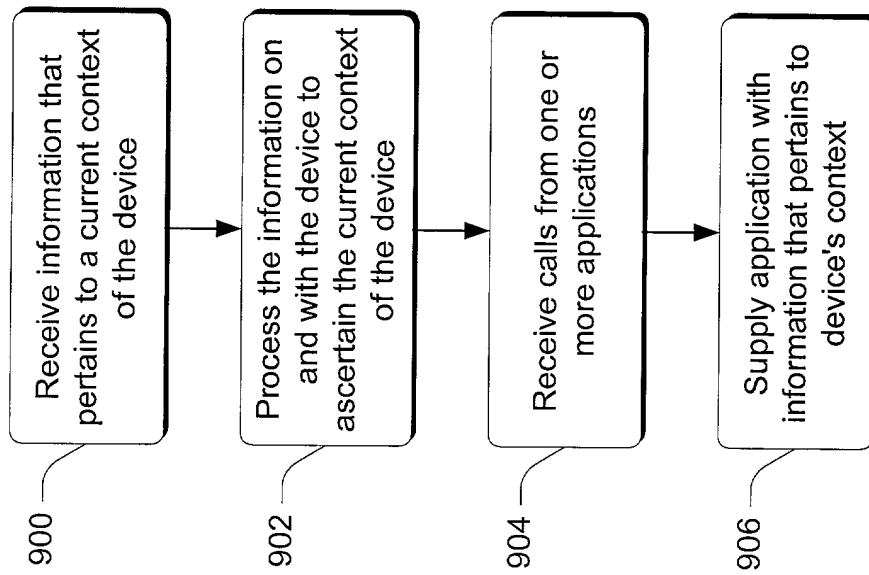 900
Receive information that
pertains to a current context
of the device
902
Process the information on
and with the device to
ascertain the current context
of the device
904
Receive calls from one or
more applications
906
Supply application with
information that pertains to
device's context